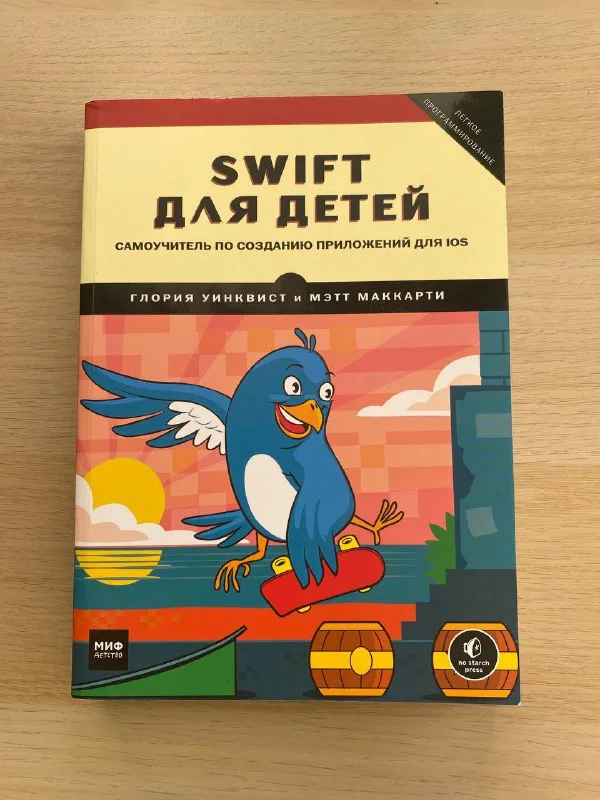 ЛЕГКОЕ
ПРОГРАММИРОВАНИЕ
SWIFT
ДЛЯ ДЕТЕЙ
САМОУЧИТЕЛЬ ПО СОЗДАНИЮ ПРИЛОЖЕНИЙ ДЛЯ IOS
ГЛОРИЯ УИНКВИСТ И МЭТТ МАККАРТИ
МИФ
ДЕТСТВО
no starch
press